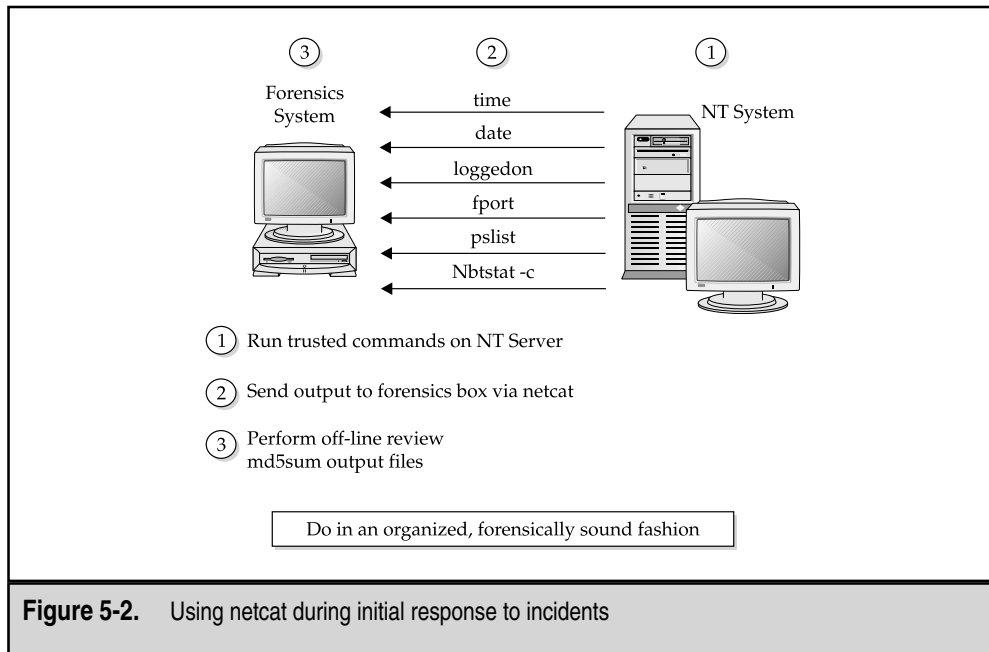 3
2
1
Forensics
System
time
NT System
date
loggedon
fport
pslist
Nbtstat -c
1 Run trusted commands on NT Server
2 Send output to forensics box via netcat
3 Perform off-line review
md5sum output files
Do in an organized, forensically sound fashion
Figure 5-2. Using netcat during initial response to incidents